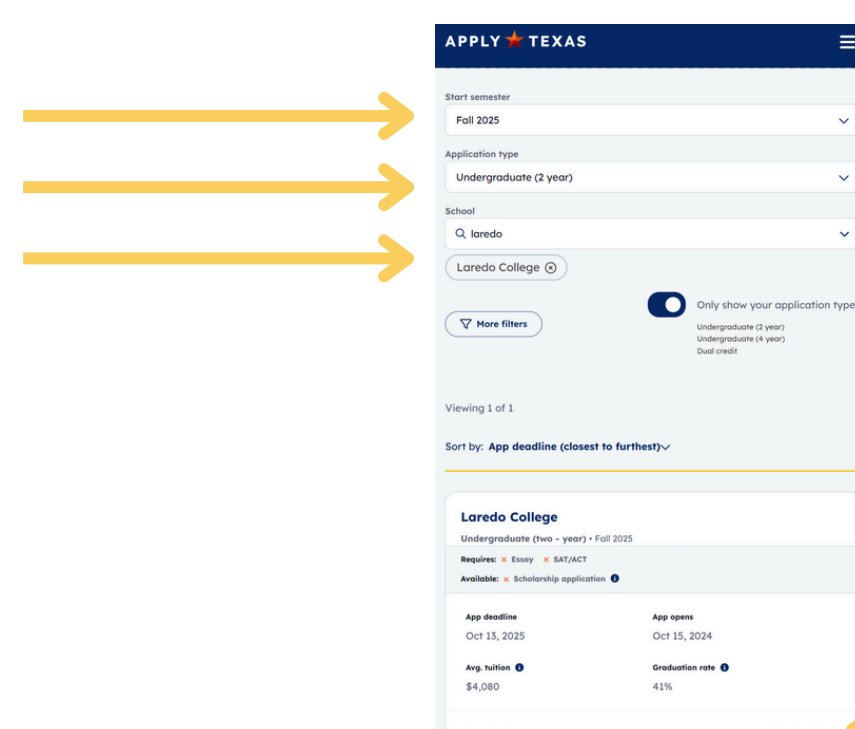 APPLY TEXAS
Start semester
Fall 2025
Application type
Undergraduate (2 year)
School
laredo
Laredo College
More filters
Only show your application type
Undergraduate (2 year)
Undergraduate (4 year)
Dual credit
Viewing 1 of 1
Sort by: App deadline (closest to furthest)
Laredo College
Undergraduate (two - year) • Fall 2025
Requires: × Essay × SAT/ACT
Available: × Scholarship application
App deadline App opens
Oct 13, 2025 Oct 15, 2024
Avg. tuition Graduation rate
$4,080 41%